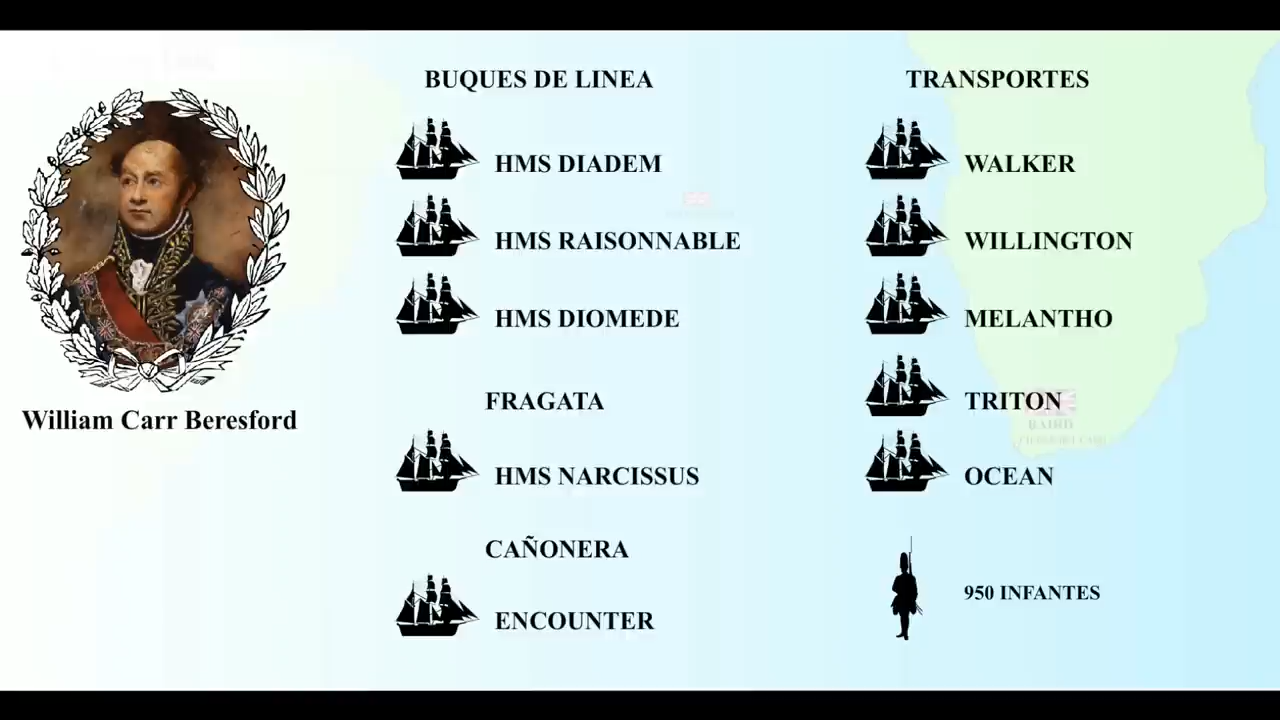 BUQUES DE LINEA
HMS DIADEM
HMS RAISONNABLE
HMS DIOMEDE
FRAGATA
HMS NARCISSUS
CAÑONERA
ENCOUNTER
TRANSPORTES
WALKER
WILLINGTON
MELANTHO
TRITON
BAIRD
OCEAN
950 INFANTES
William Carr Beresford